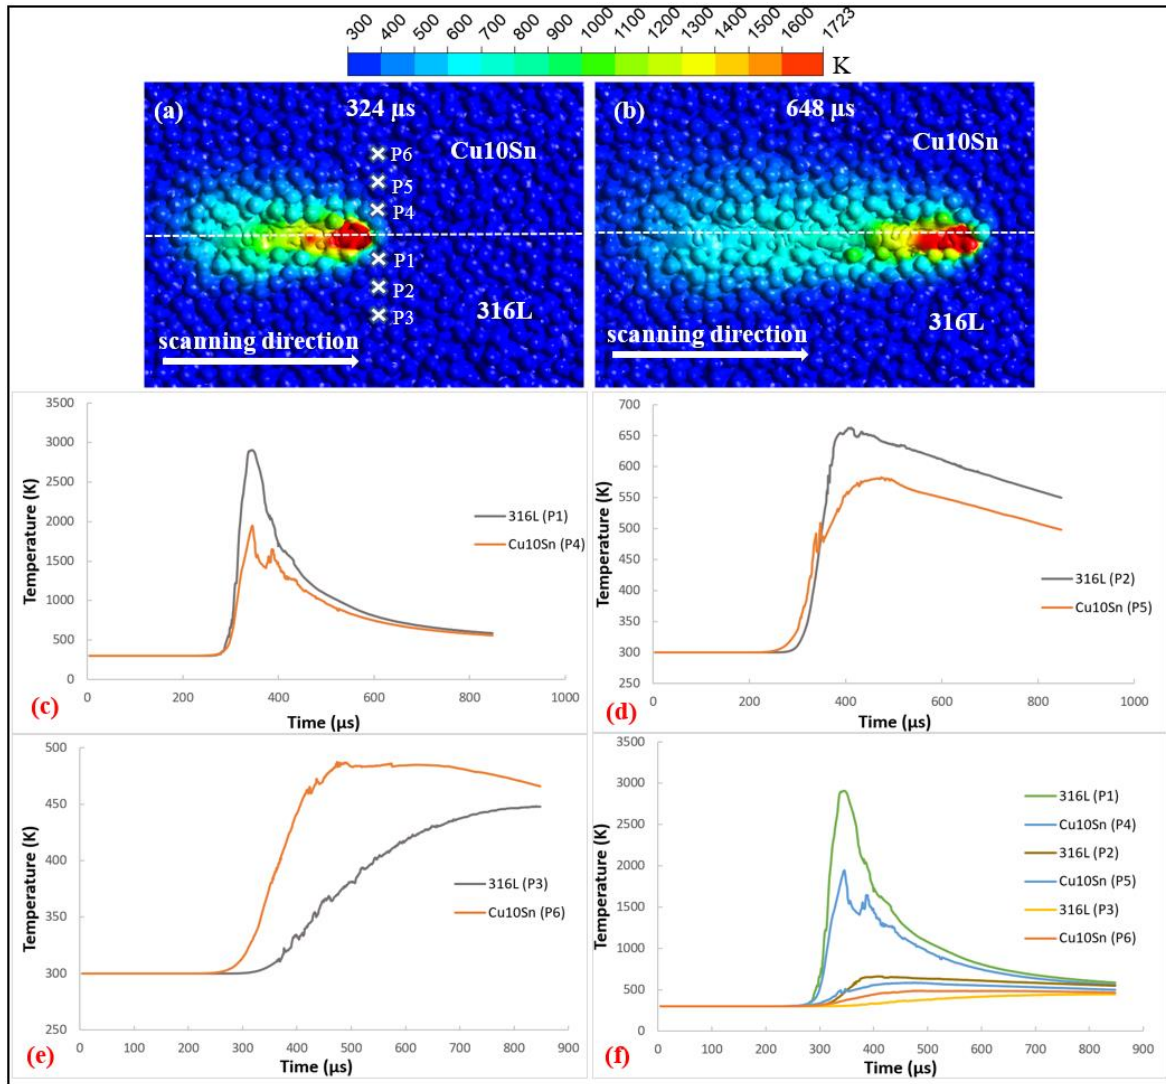 300 400 500 600 700 800 900 1000 1100 1200 1300 1400 1500 1600 1723
K
(a) 324 µs
Cu10Sn
P6
P5
P4
P1
P2
P3
316L
scanning direction
(b) 648 µs
Cu10Sn
316L
scanning direction
3500
3000
2500
2000
1500
1000
500
0
Temperature (K)
316L (P1)
Cu10Sn (P4)
0 200 400 600 800 1000
Time (µs)
(c)
700
650
600
550
500
450
400
350
300
250
Temperature (K)
316L (P2)
Cu10Sn (P5)
0 200 400 600 800 1000
Time (µs)
(d)
500
450
400
350
300
250
Temperature (K)
316L (P3)
Cu10Sn (P6)
0 100 200 300 400 500 600 700 800 900
Time (µs)
(e)
3500
3000
2500
2000
1500
1000
500
0
Temperature (K)
316L (P1)
Cu10Sn (P4)
316L (P2)
Cu10Sn (P5)
316L (P3)
Cu10Sn (P6)
0 100 200 300 400 500 600 700 800 900
Time (µs)
(f)